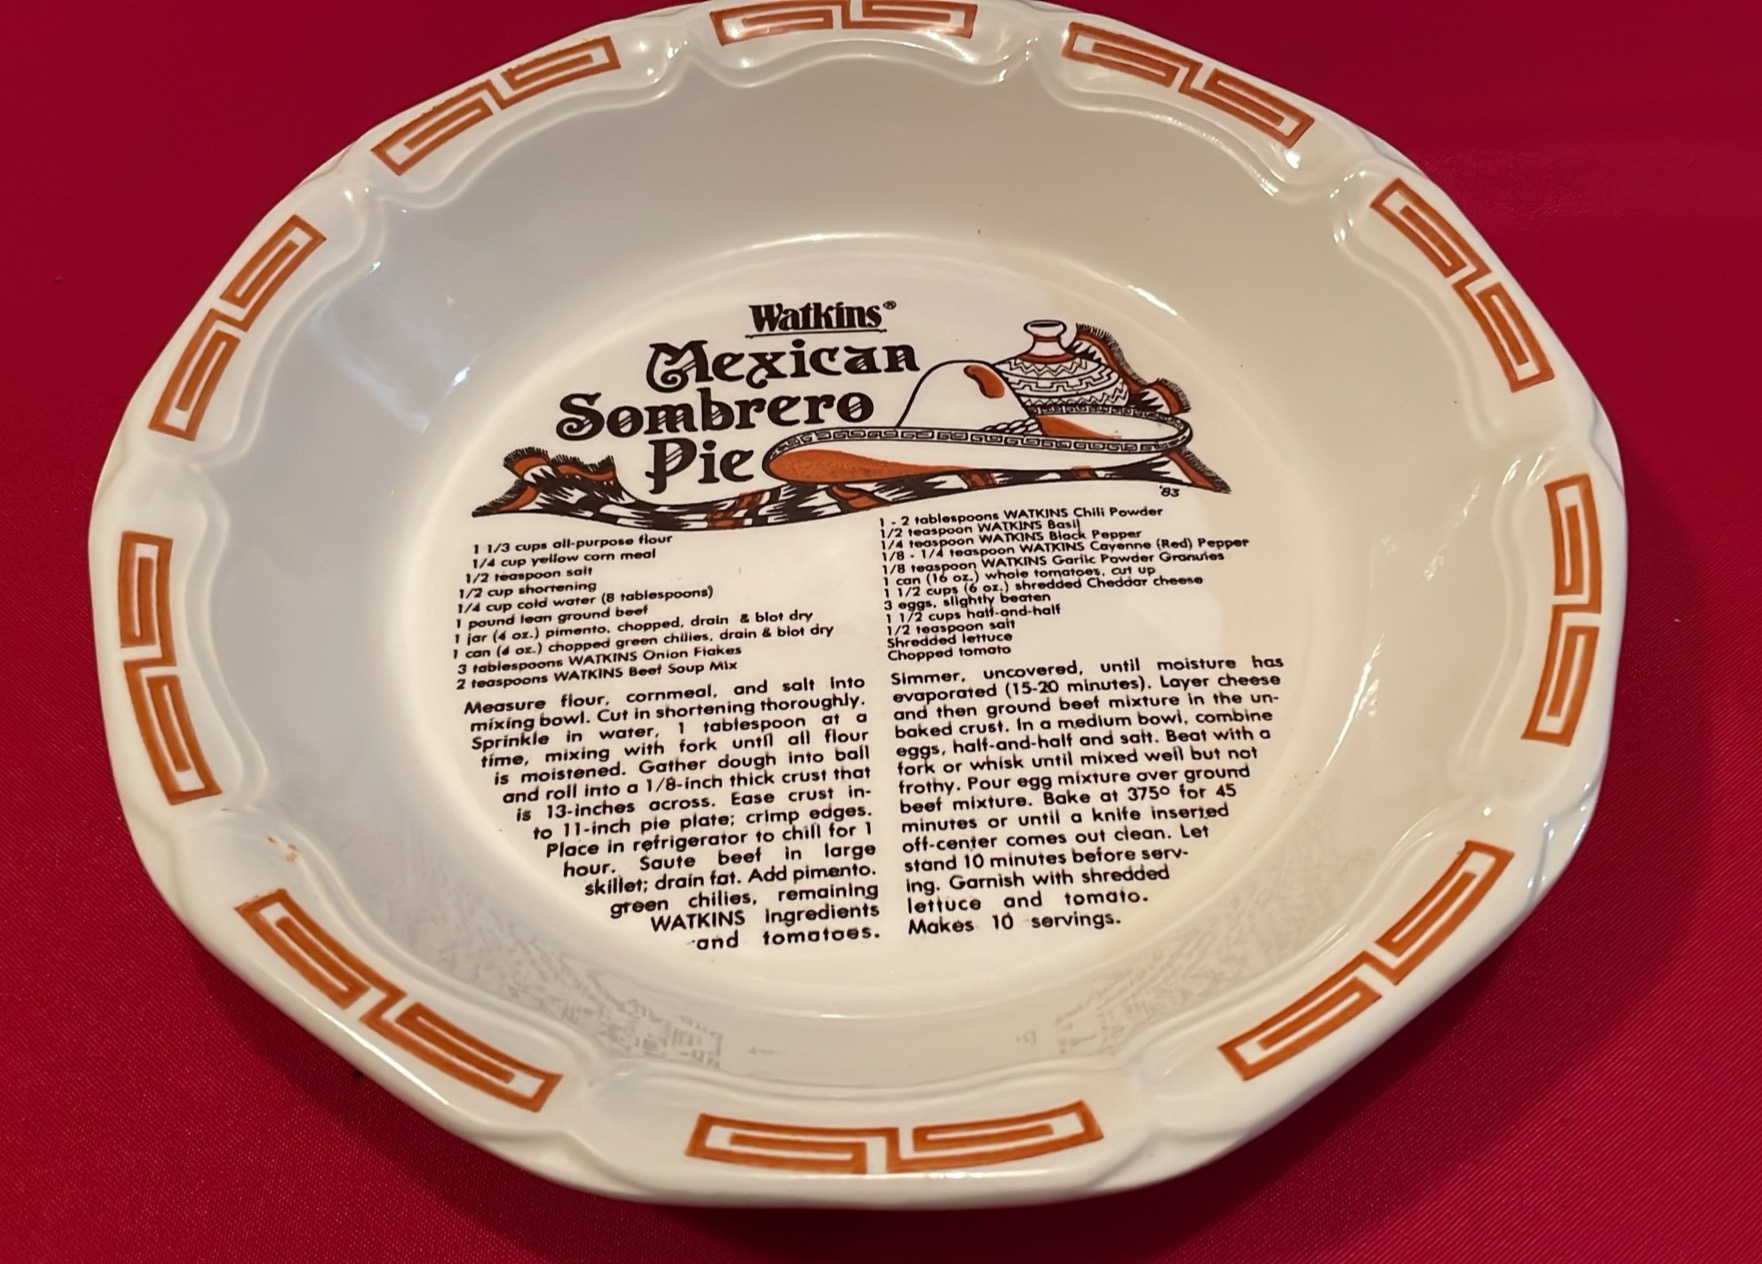 Watkins®
Mexican
Sombrero
Pie
'83
1 1/3 cups all-purpose flour
1/4 cup yellow corn meal
1/2 teaspoon salt
1/2 cup shortening
1/4 cup cold water (8 tablespoons)
1 pound lean ground beef
1 jar (4 oz.) pimento, chopped, drain & blot dry
1 can (4 oz.) chopped green chilies, drain & blot dry
3 tablespoons WATKINS Onion Flakes
2 teaspoons WATKINS Beef Soup Mix
1 - 2 tablespoons WATKINS Chili Powder
1/2 teaspoon WATKINS Basil
1/4 teaspoon WATKINS Black Pepper
1/8 - 1/4 teaspoon WATKINS Cayenne (Red) Pepper
1/8 teaspoon WATKINS Garlic Powder Granules
1 can (16 oz.) whole tomatoes, cut up
1 1/2 cups (6 oz.) shredded Cheddar cheese
3 eggs, slightly beaten
1 1/2 cups half-and-half
1/2 teaspoon salt
Shredded lettuce
Chopped tomato
Measure flour, cornmeal, and salt into
mixing bowl. Cut in shortening thoroughly.
Sprinkle in water, 1 tablespoon at a
time, mixing with fork until all flour
is moistened. Gather dough into ball
and roll into a 1/8-inch thick crust that
is 13-inches across. Ease crust in-
to 11-inch pie plate; crimp edges.
Place in refrigerator to chill for 1
hour. Saute beef in large
skillet; drain fat. Add pimento,
green chilies, remaining
WATKINS ingredients
and tomatoes.
Simmer, uncovered, until moisture has
evaporated (15-20 minutes). Layer cheese
and then ground beef mixture in the un-
baked crust. In a medium bowl, combine
eggs, half-and-half and salt. Beat with a
fork or whisk until mixed well but not
frothy. Pour egg mixture over ground
beef mixture. Bake at 375° for 45
minutes or until a knife inserted
off-center comes out clean. Let
stand 10 minutes before serv-
ing. Garnish with shredded
lettuce and tomato.
Makes 10 servings.